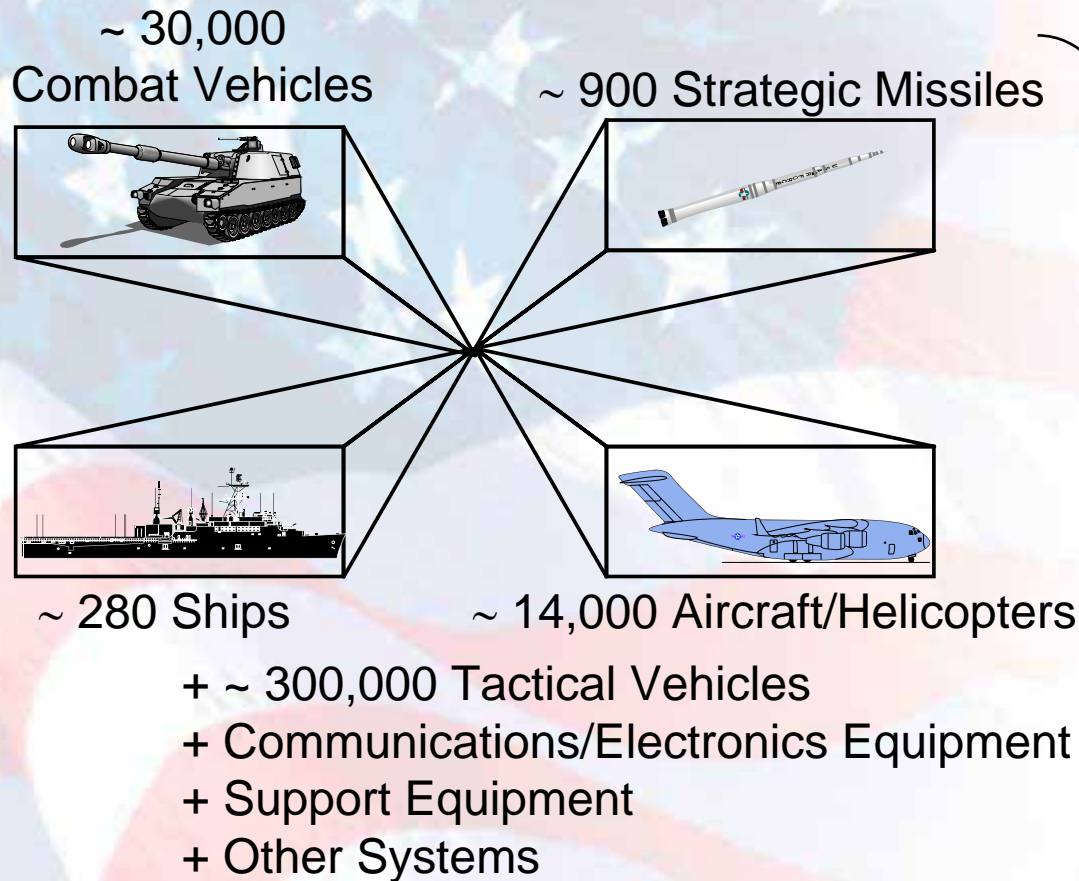 ~ 30,000
Combat Vehicles
~ 900 Strategic Missiles
~ 280 Ships
~ 14,000 Aircraft/Helicopters
+ ~ 300,000 Tactical Vehicles
+ Communications/Electronics Equipment
+ Support Equipment
+ Other Systems